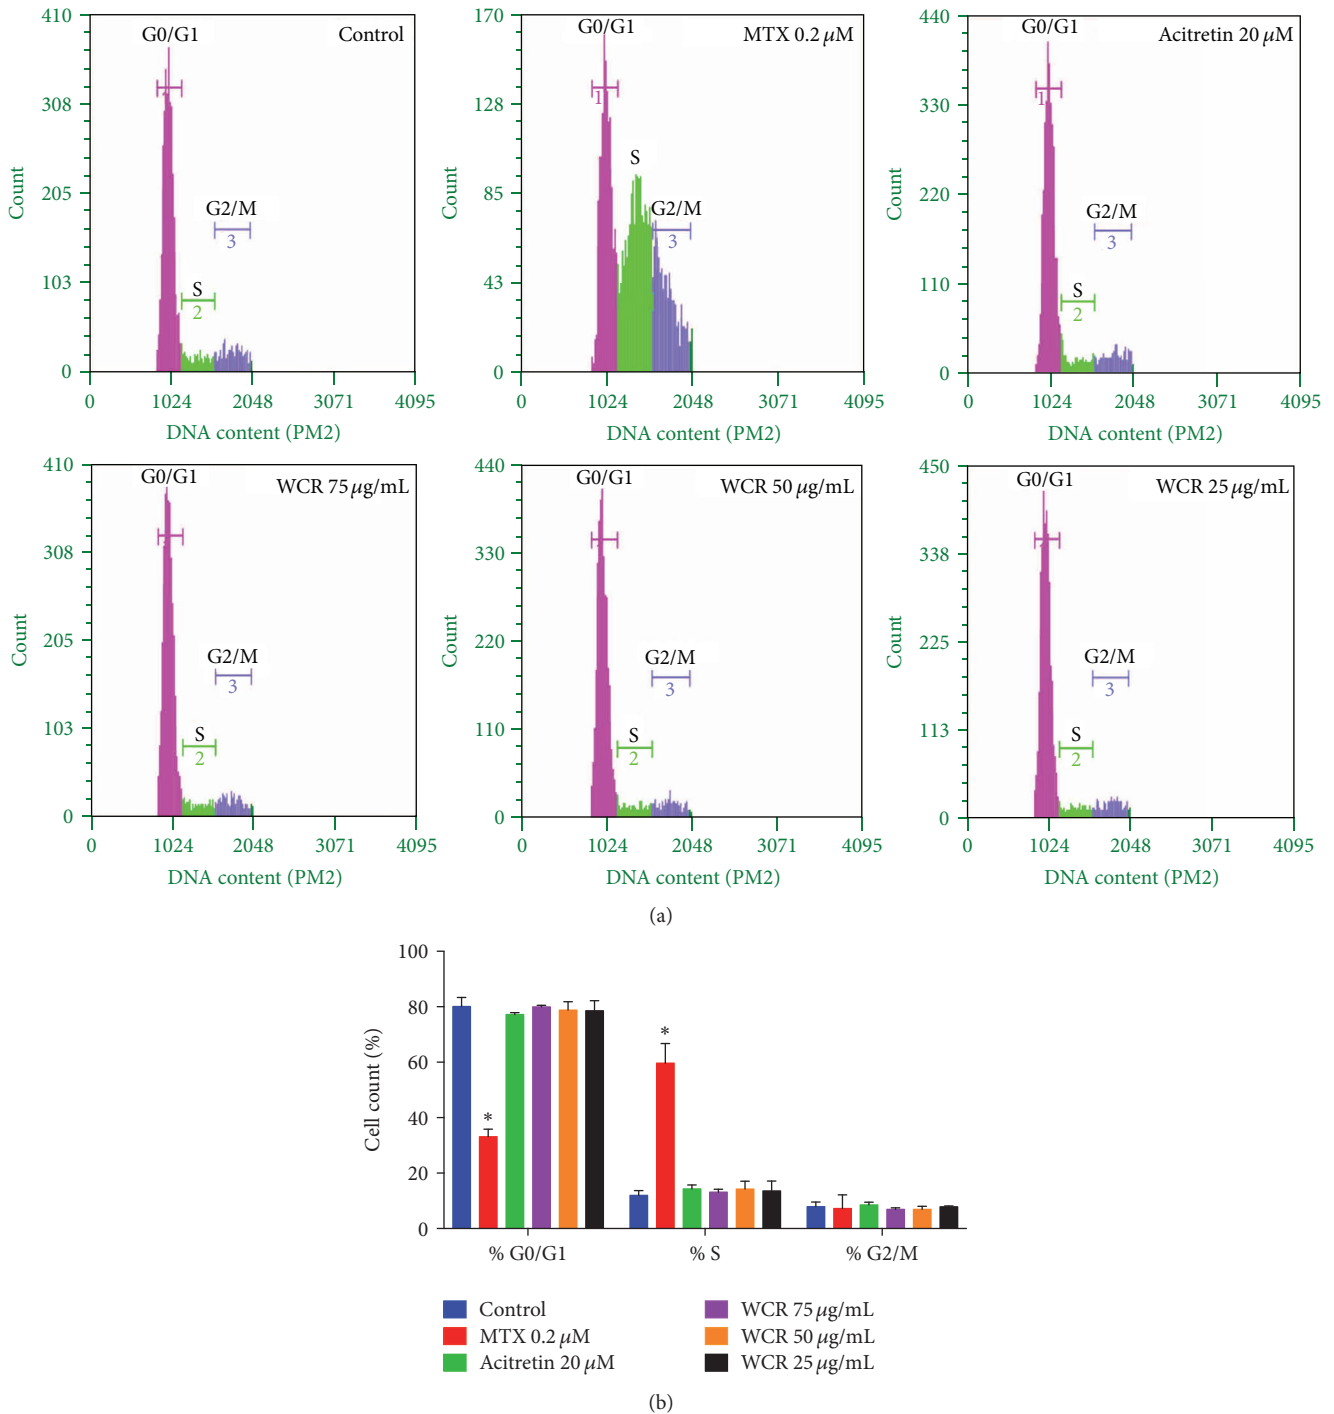 410
308
205
103
0
Count
G0/G1
Control
S
2
G2/M
3
0 1024 2048 3071 4095
DNA content (PM2)
170
128
85
43
0
Count
G0/G1
MTX 0.2 μM
1
S
G2/M
3
0 1024 2048 3071 4095
DNA content (PM2)
440
330
220
110
0
Count
G0/G1
Acitretin 20 μM
1
S
2
G2/M
3
0 1024 2048 3071 4095
DNA content (PM2)
410
308
205
103
0
Count
G0/G1
WCR 75 μg/mL
S
2
G2/M
3
0 1024 2048 3071 4095
DNA content (PM2)
440
330
220
110
0
Count
G0/G1
WCR 50 μg/mL
S
2
G2/M
3
0 1024 2048 3071 4095
DNA content (PM2)
450
338
225
113
0
Count
G0/G1
WCR 25 μg/mL
S
2
G2/M
3
0 1024 2048 3071 4095
DNA content (PM2)
(a)
100
80
60
40
20
0
Cell count (%)
*
*
% G0/G1 % S % G2/M
Control
MTX 0.2 μM
Acitretin 20 μM
WCR 75 μg/mL
WCR 50 μg/mL
WCR 25 μg/mL
(b)